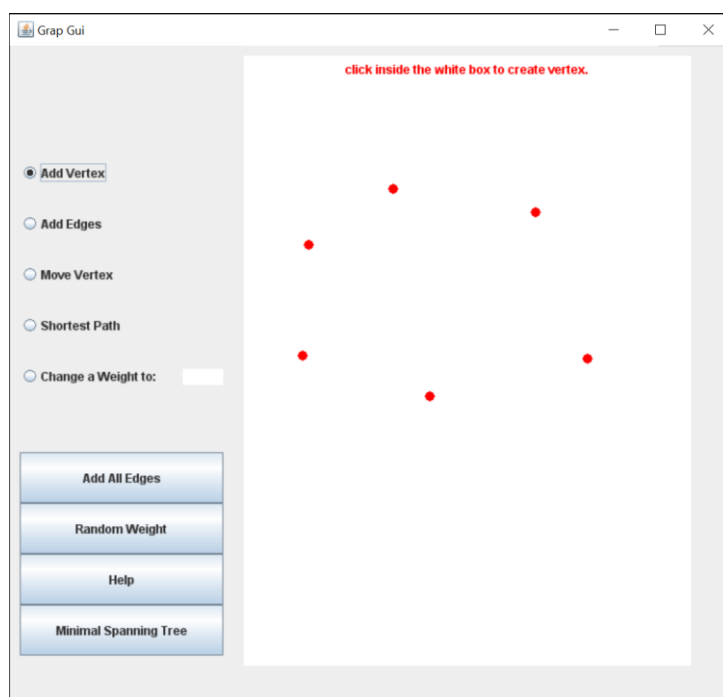 Grap Gui
click inside the white box to create vertex.
Add Vertex
Add Edges
Move Vertex
Shortest Path
Change a Weight to:
Add All Edges
Random Weight
Help
Minimal Spanning Tree